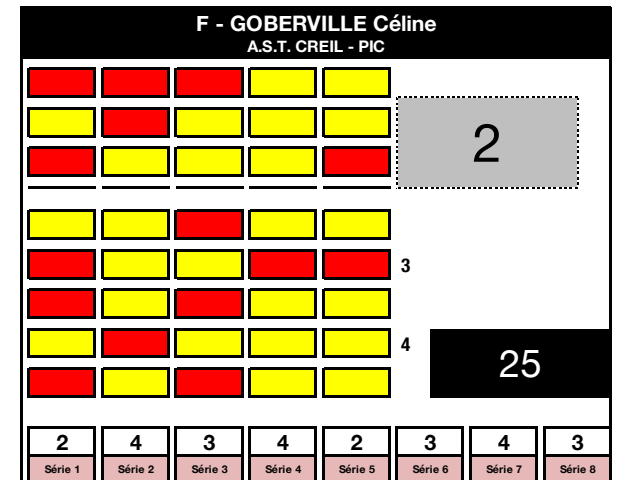 F - GOBERVILLE Céline
A.S.T. CREIL - PIC
2
3
4
25
2 4 3 4 2 3 4 3
Série 1 Série 2 Série 3 Série 4 Série 5 Série 6 Série 7 Série 8